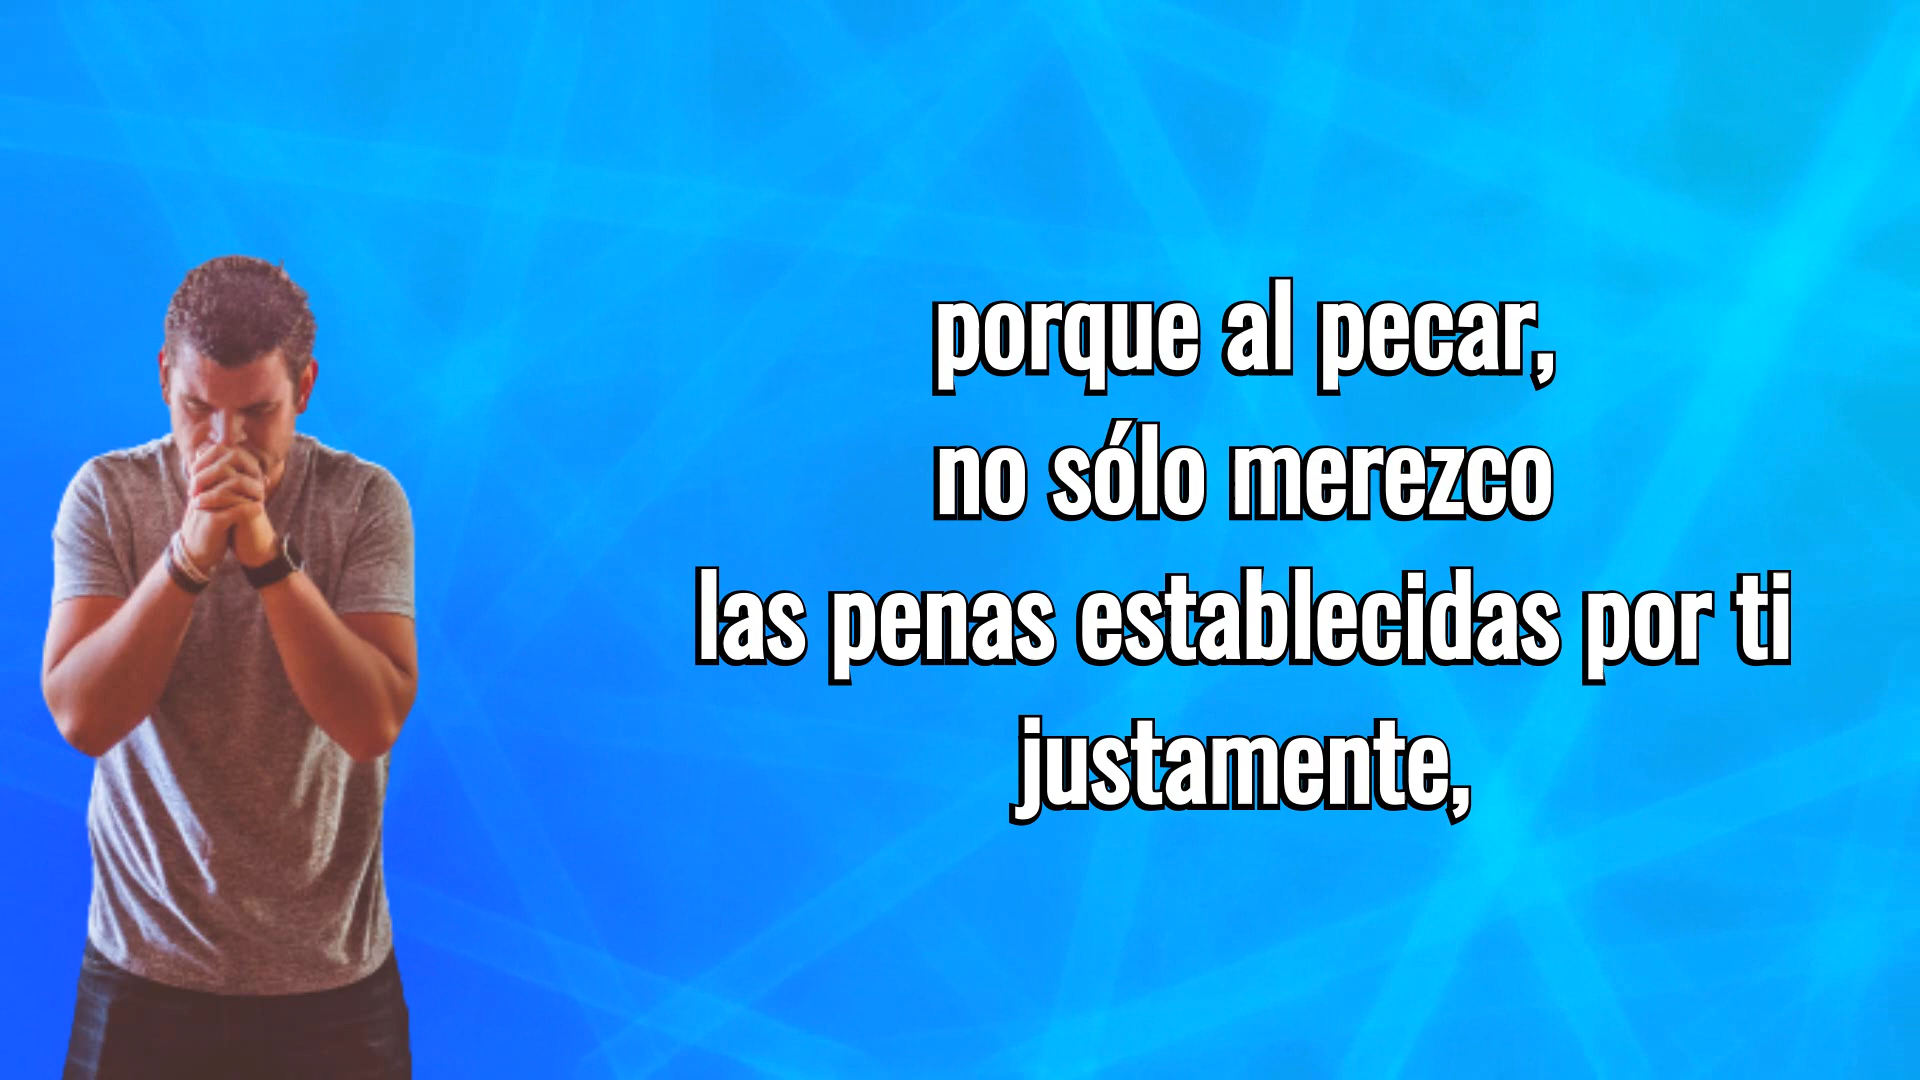 porque al pecar,
no sólo merezco
las penas establecidas por ti
justamente,